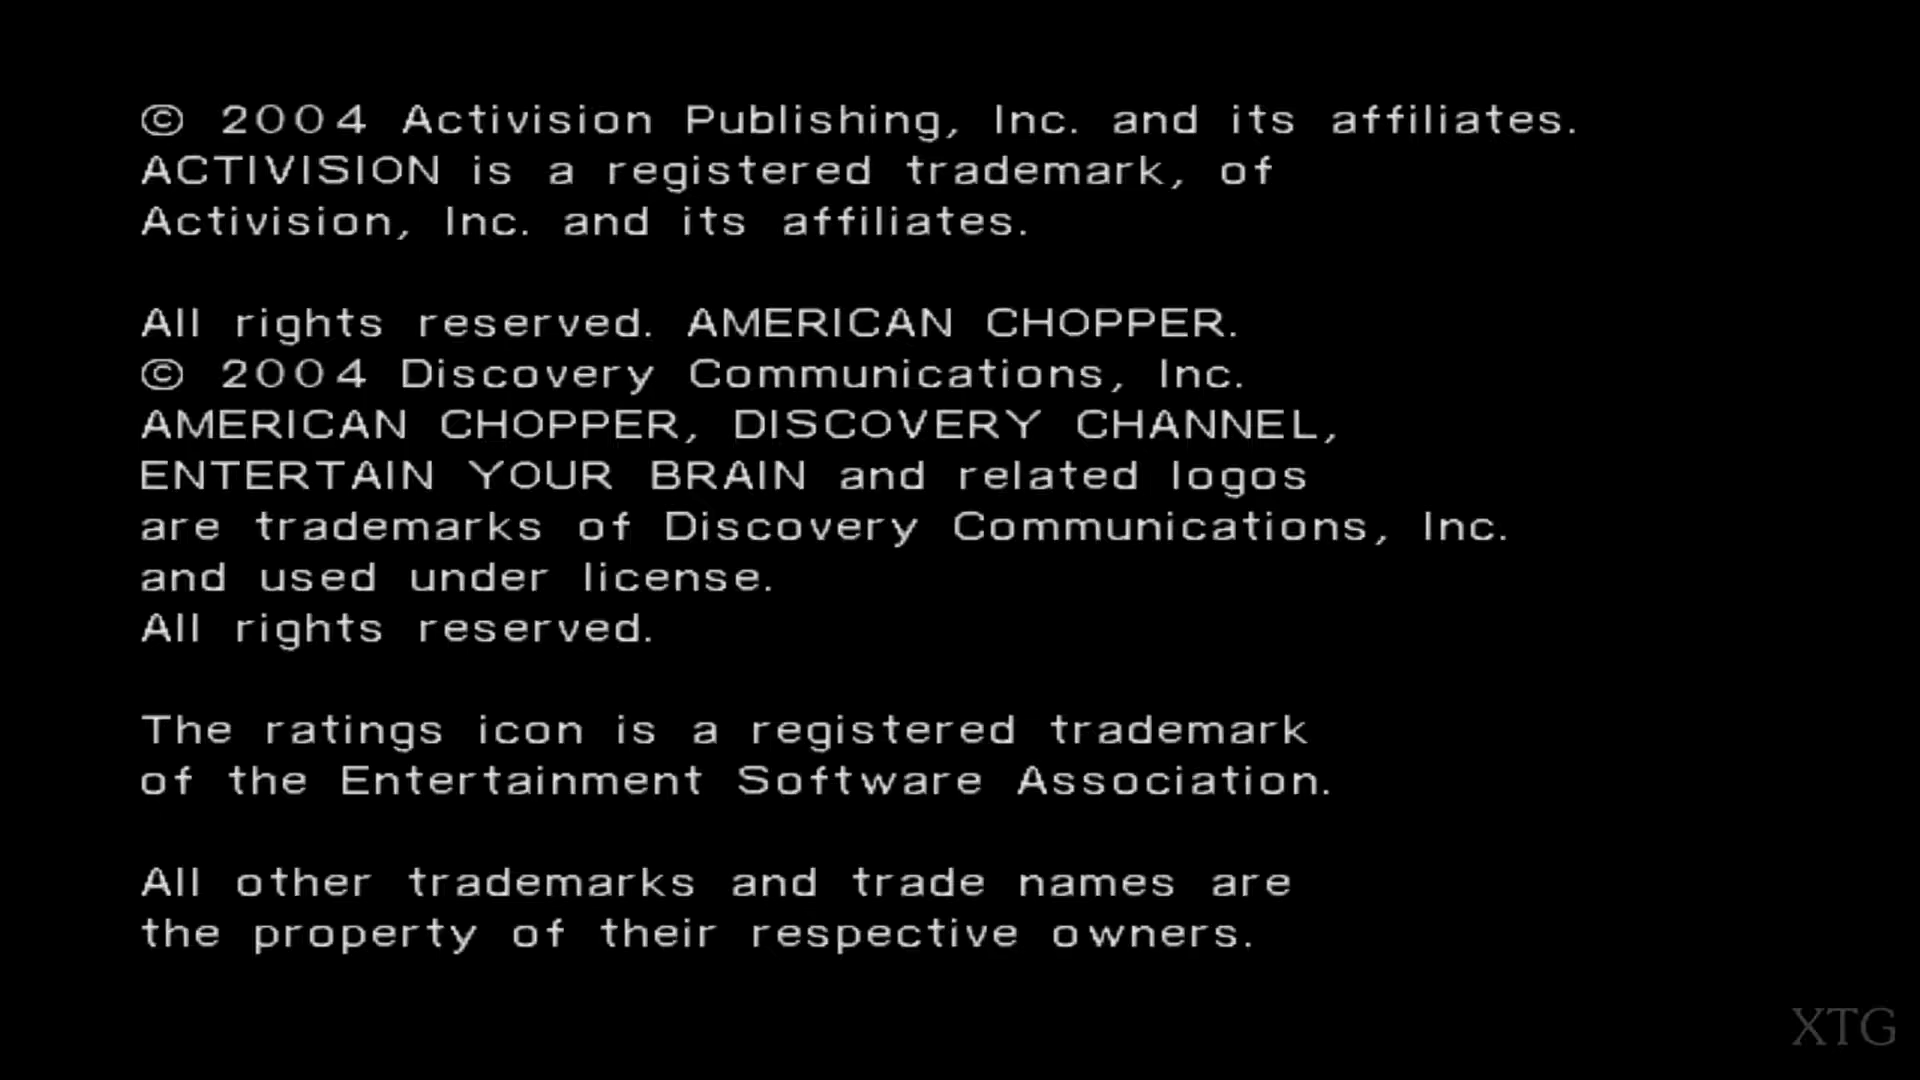 © 2004 Activision Publishing, Inc. and its affiliates.
ACTIVISION is a registered trademark, of
Activision, Inc. and its affiliates.
All rights reserved. AMERICAN CHOPPER.
© 2004 Discovery Communications, Inc.
AMERICAN CHOPPER, DISCOVERY CHANNEL,
ENTERTAIN YOUR BRAIN and related logos
are trademarks of Discovery Communications, Inc.
and used under license.
All rights reserved.
The ratings icon is a registered trademark
of the Entertainment Software Association.
All other trademarks and trade names are
the property of their respective owners.
XTG